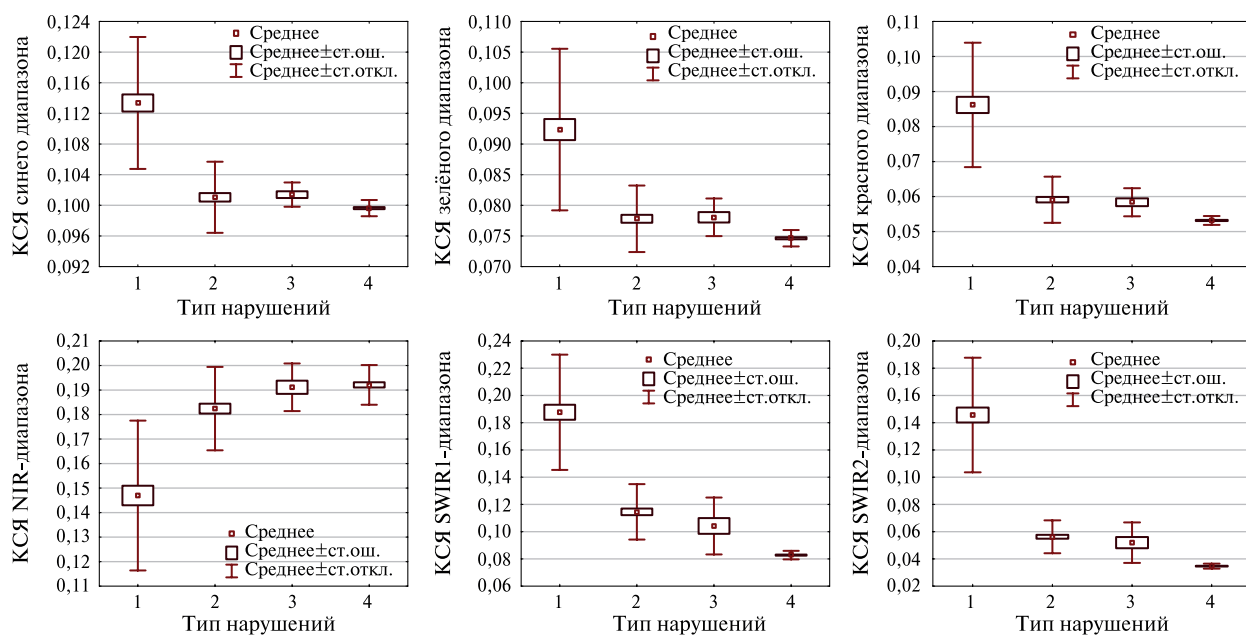 КСЯ синего диапазона
0,124
0,120
0,116
0,112
0,108
0,104
0,100
0,096
0,092
Среднее
Среднее±ст.ош.
Среднее±ст.откл.
1 2 3 4
Тип нарушений
КСЯ зелёного диапазона
0,110
0,105
0,100
0,095
0,090
0,085
0,080
0,075
0,070
Среднее
Среднее±ст.ош.
Среднее±ст.откл.
1 2 3 4
Тип нарушений
КСЯ красного диапазона
0,11
0,10
0,09
0,08
0,07
0,06
0,05
0,04
Среднее
Среднее±ст.ош.
Среднее±ст.откл.
1 2 3 4
Тип нарушений
КСЯ NIR-диапазона
0,21
0,20
0,19
0,18
0,17
0,16
0,15
0,14
0,13
0,12
0,11
Среднее
Среднее±ст.ош.
Среднее±ст.откл.
1 2 3 4
Тип нарушений
КСЯ SWIR1-диапазона
0,24
0,22
0,20
0,18
0,16
0,14
0,12
0,10
0,08
0,06
Среднее
Среднее±ст.ош.
Среднее±ст.откл.
1 2 3 4
Тип нарушений
КСЯ SWIR2-диапазона
0,20
0,18
0,16
0,14
0,12
0,10
0,08
0,06
0,04
0,02
Среднее
Среднее±ст.ош.
Среднее±ст.откл.
1 2 3 4
Тип нарушений